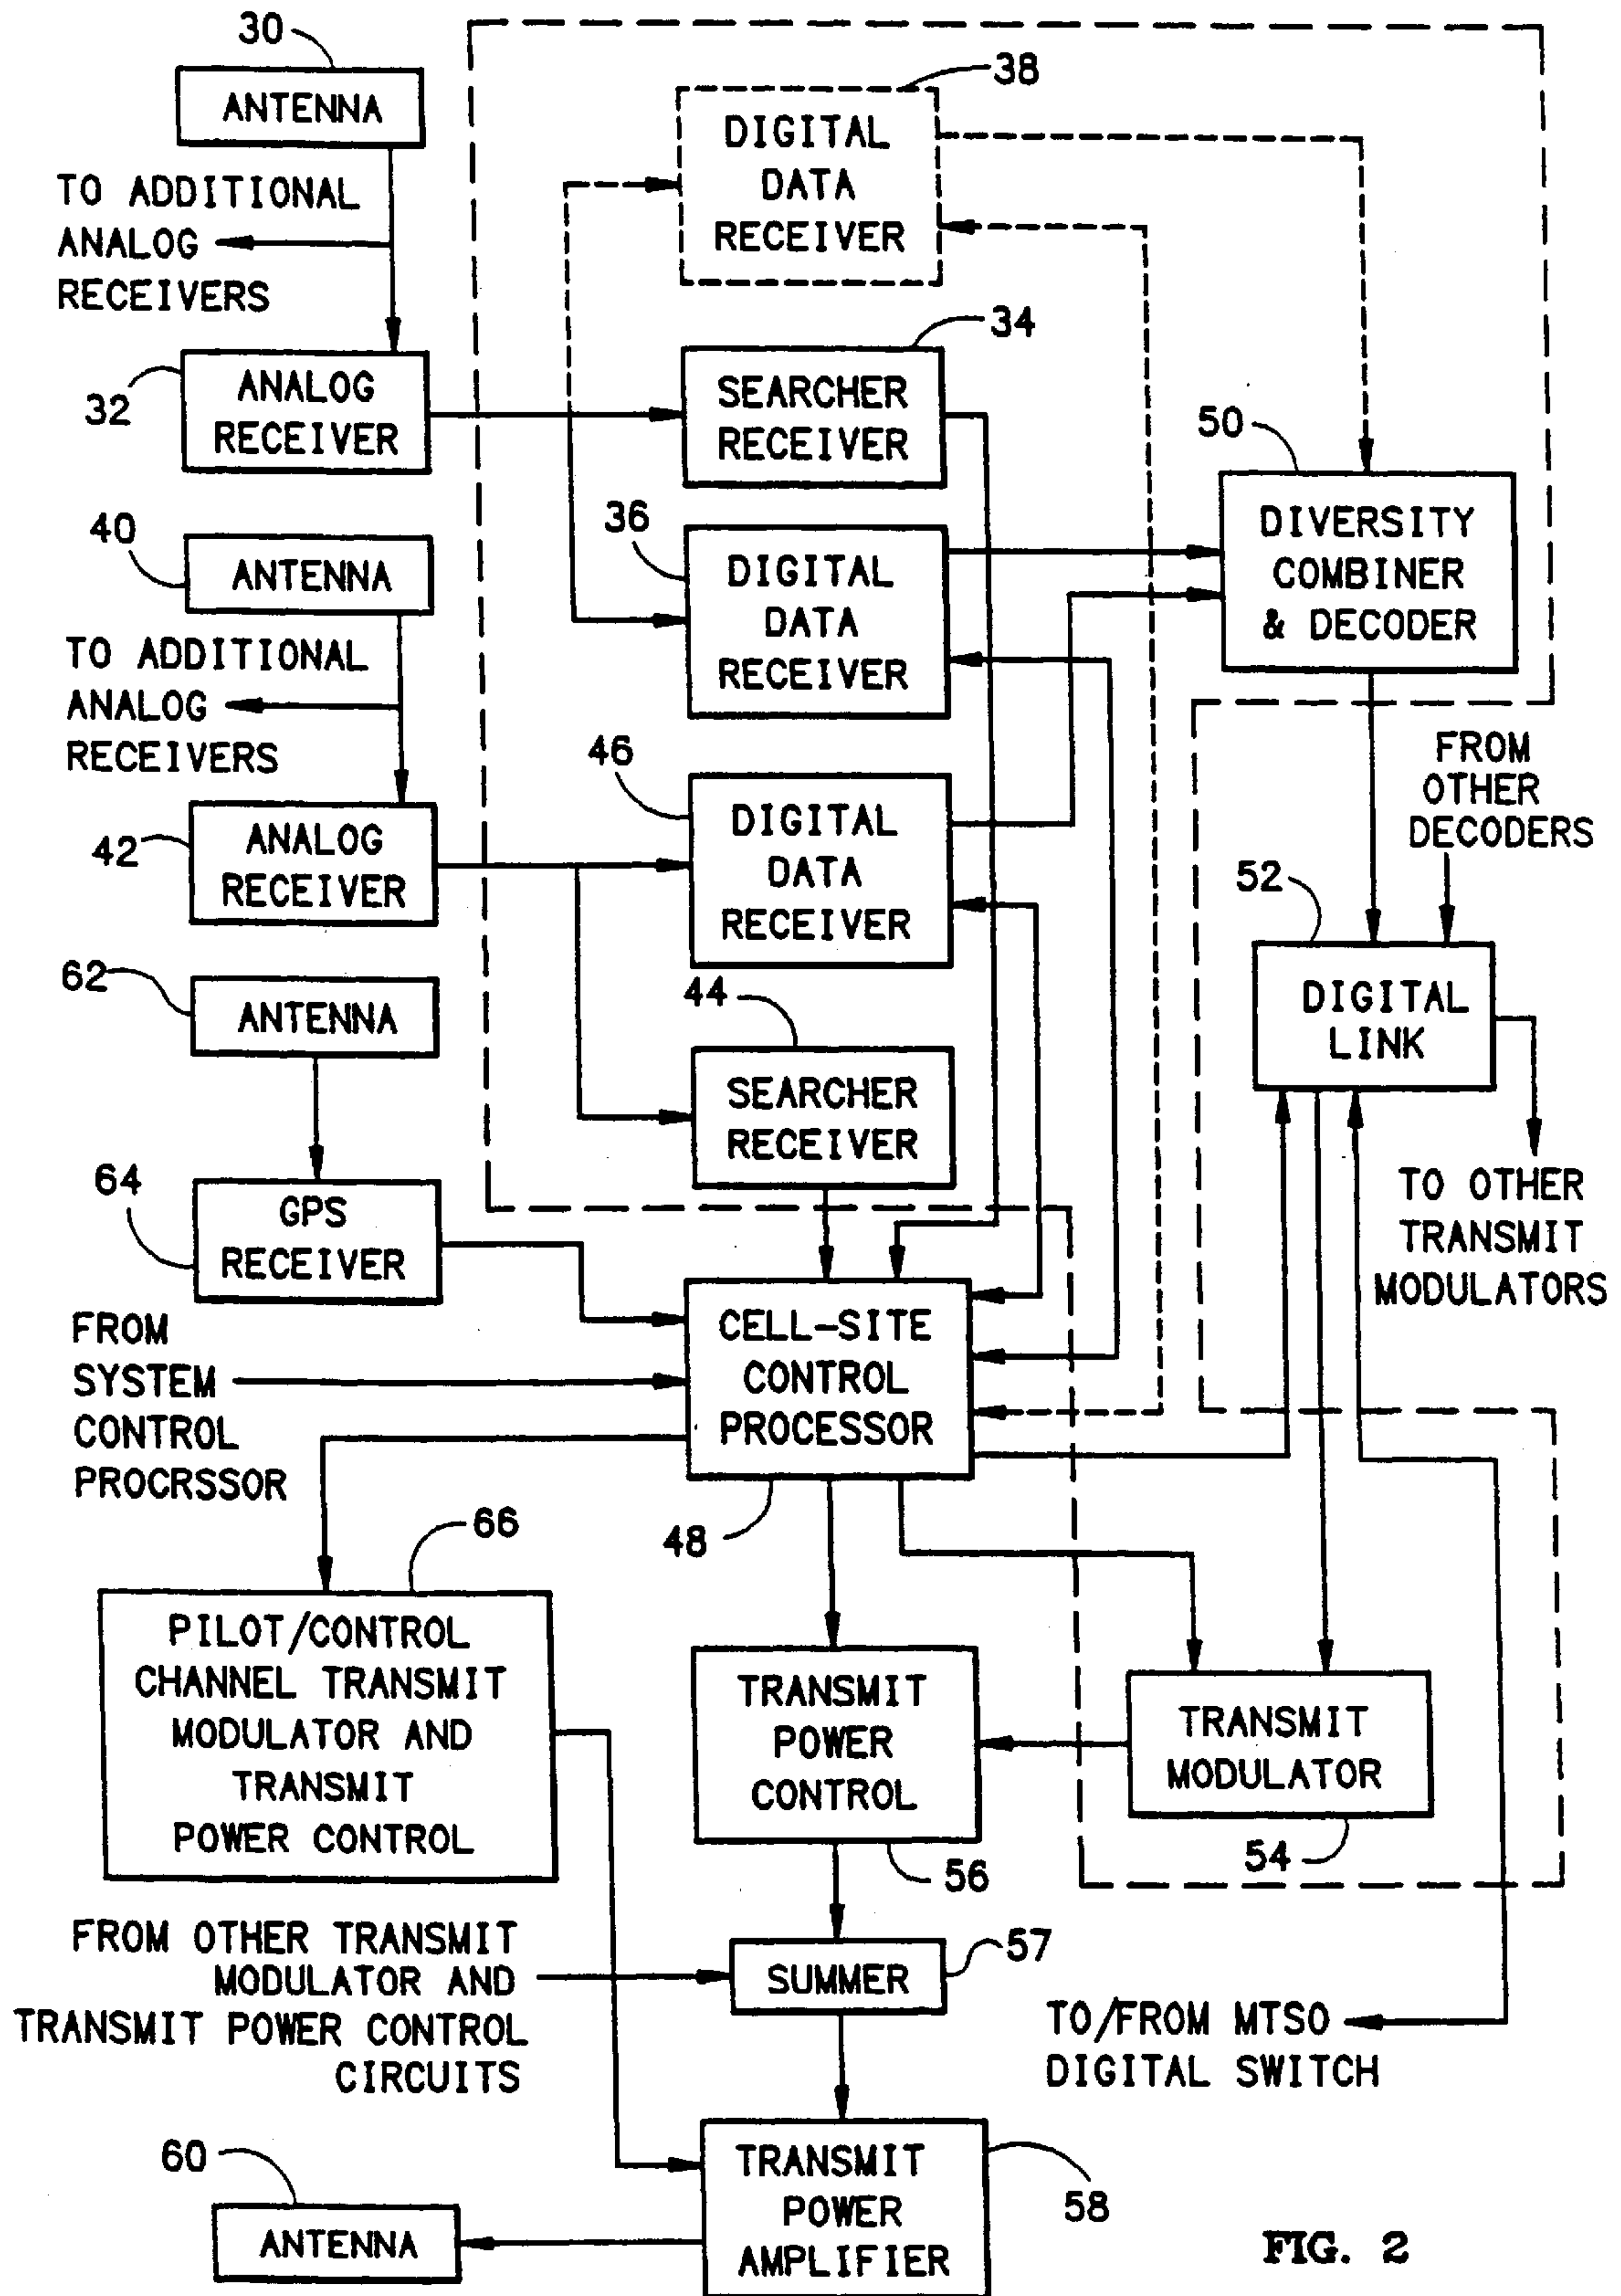 30
ANTENNA
TO ADDITIONAL
ANALOG
RECEIVERS
38
DIGITAL
DATA
RECEIVER
32
ANALOG
RECEIVER
34
SEARCHER
RECEIVER
50
DIVERSITY
COMBINER
& DECODER
40
ANTENNA
36
DIGITAL
DATA
RECEIVER
TO ADDITIONAL
ANALOG
RECEIVERS
FROM
OTHER
DECODERS
42
ANALOG
RECEIVER
46
DIGITAL
DATA
RECEIVER
52
DIGITAL
LINK
62
ANTENNA
44
SEARCHER
RECEIVER
TO OTHER
TRANSMIT
MODULATORS
64
GPS
RECEIVER
FROM
SYSTEM
CONTROL
PROCRSSOR
CELL-SITE
CONTROL
PROCESSOR
48
66
PILOT/CONTROL
CHANNEL TRANSMIT
MODULATOR AND
TRANSMIT
POWER CONTROL
TRANSMIT
POWER
CONTROL
56
TRANSMIT
MODULATOR
54
FROM OTHER TRANSMIT
MODULATOR AND
TRANSMIT POWER CONTROL
CIRCUITS
SUMMER
57
TO/FROM MTSO
DIGITAL SWITCH
60
ANTENNA
TRANSMIT
POWER
AMPLIFIER
58
FIG. 2